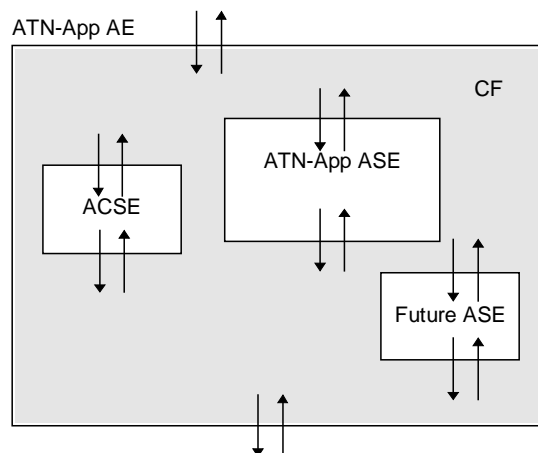 ATN-App AE
CF
ATN-App ASE
ACSE
Future ASE